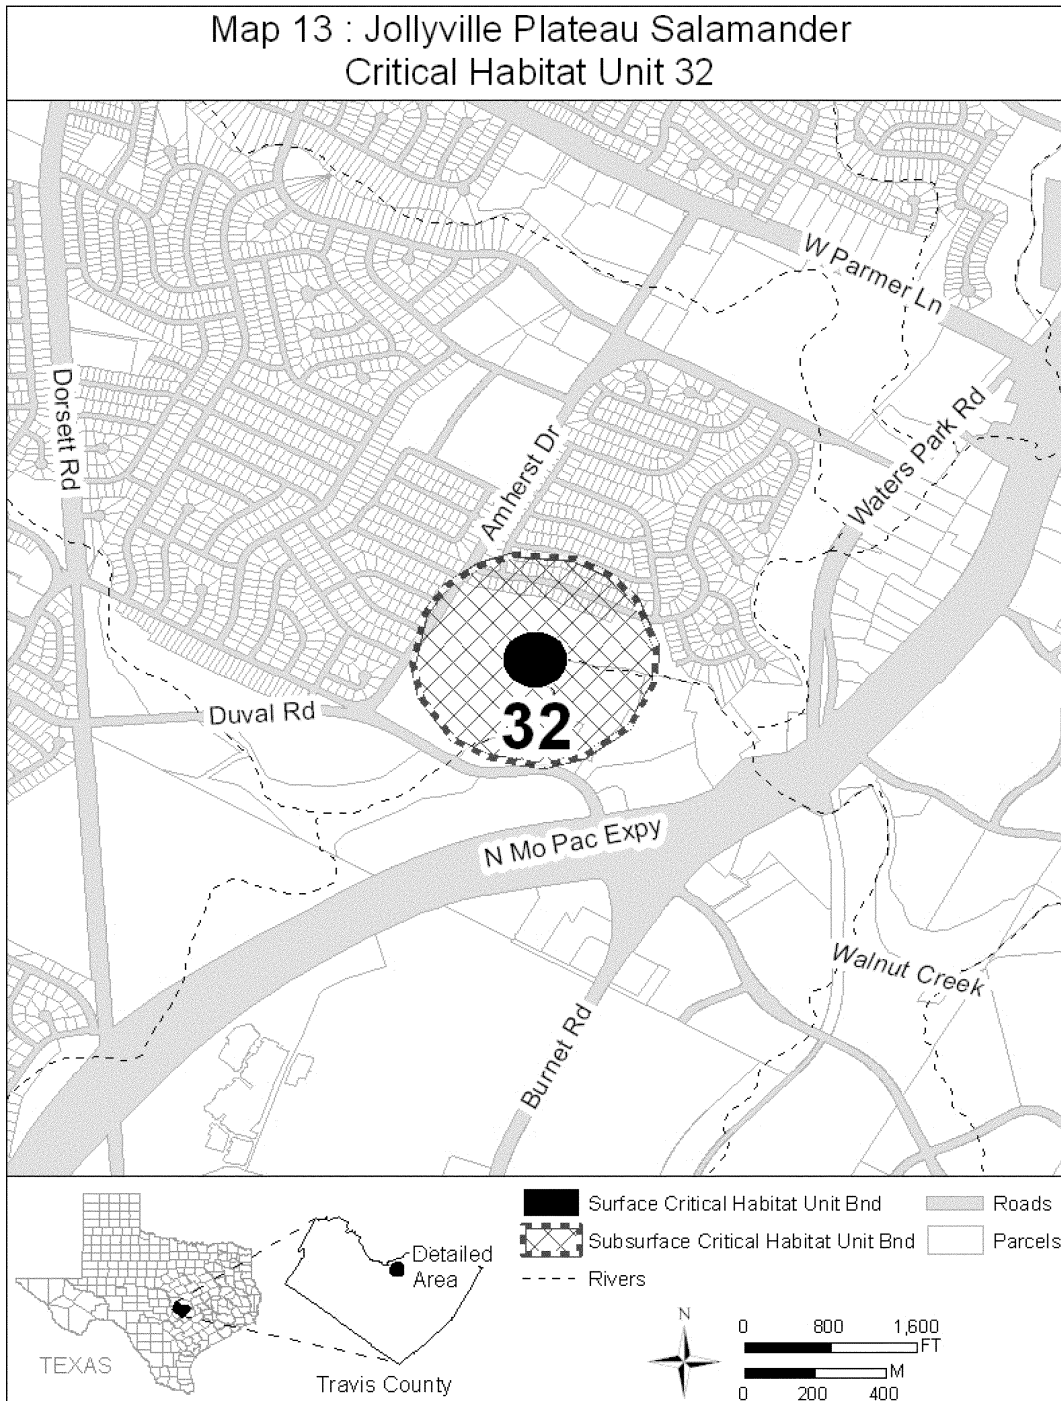 Map 13 : Jollyville Plateau Salamander
Critical Habitat Unit 32
W Parmer Ln
Dorsett Rd
Waters Park Rd
Amherst Dr
Duval Rd
32
N Mo Pac Expy
Walnut Creek
Burnet Rd
Surface Critical Habitat Unit Bnd
Roads
Subsurface Critical Habitat Unit Bnd
Parcels
Rivers
Detailed
Area
TEXAS
Travis County
N
0 800 1,600
FT
M
0 200 400